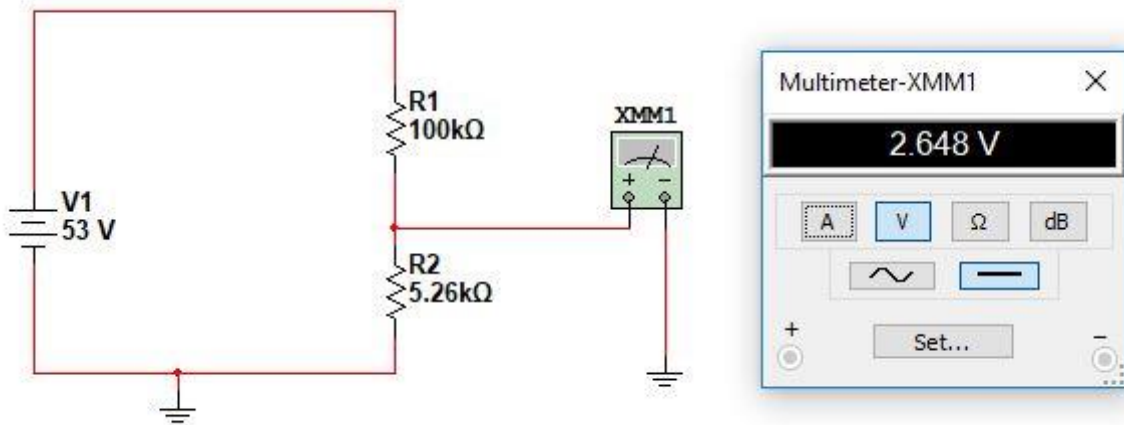 V1
53 V
R1
100kΩ
R2
5.26kΩ
XMM1
+ −
Multimeter-XMM1
2.648 V
A V Ω dB
+ Set... −